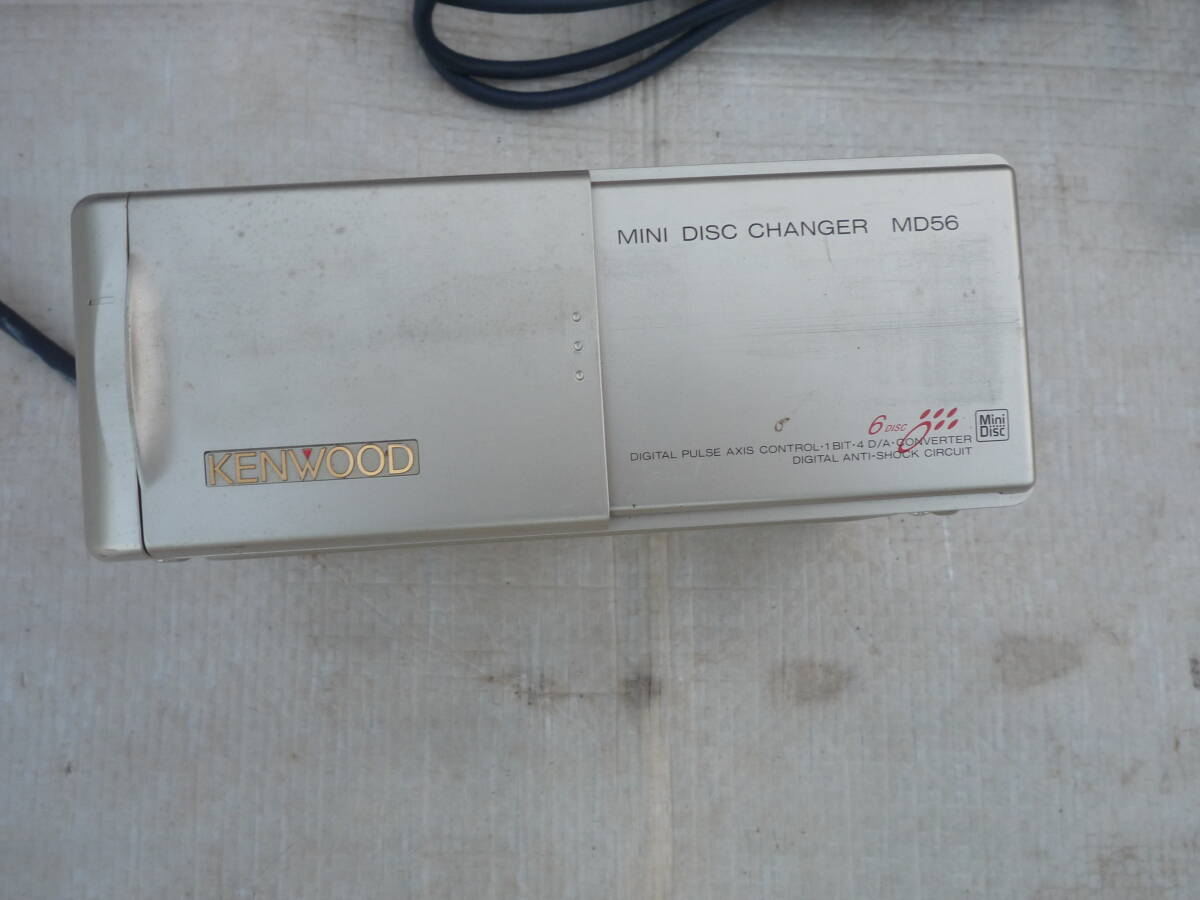 MINI DISC CHANGER MD56
KENWOOD
6 DISC
Mini Disc
DIGITAL PULSE AXIS CONTROL·1 BIT·4 D/A·CONVERTER
DIGITAL ANTI-SHOCK CIRCUIT